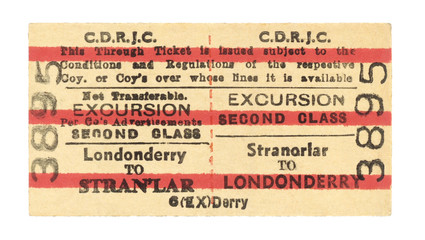 C.D.R.J.C. C.D.R.J.C.
This Through Ticket is issued subject to the
Conditions and Regulations of the respective
Coy. or Coy's over whose lines it is available
3895
Not Transferable.
EXCURSION
Per Co's Advertisements
SECOND CLASS
Londonderry
TO
STRAN'LAR
EXCURSION
SECOND CLASS
Stranorlar
TO
LONDONDERRY
3895
6(EX)Derry